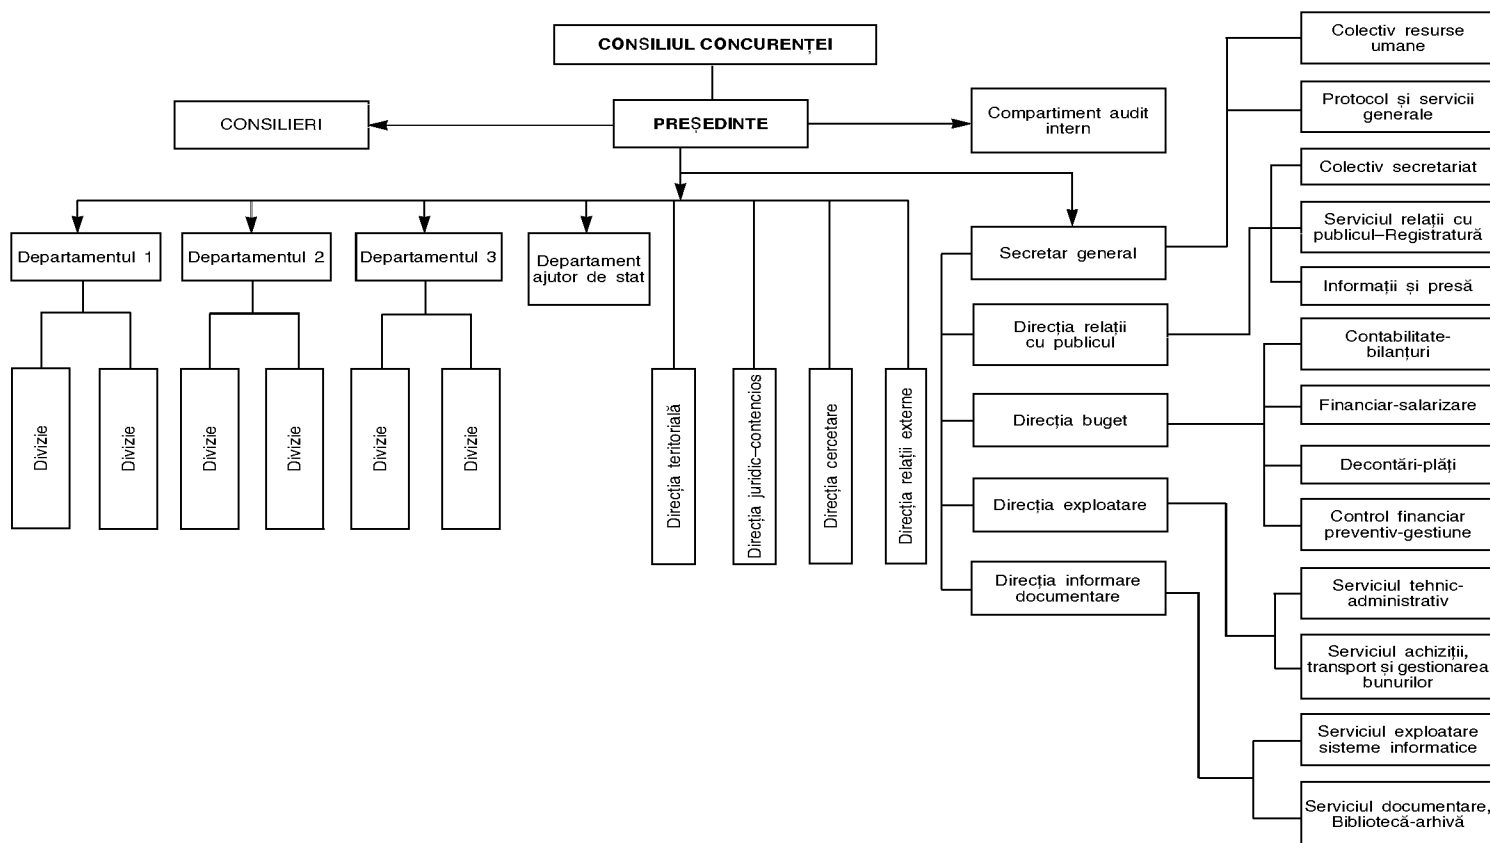 CONSILIUL CONCURENȚEI
CONSILIERI
PREȘEDINTE
Compartiment audit
intern
Departamentul 1
Departamentul 2
Departamentul 3
Departament
ajutor de stat
Divizie
Divizie
Divizie
Divizie
Divizie
Divizie
Direcția teritorială
Direcția juridic–contencios
Direcția cercetare
Direcția relații externe
Secretar general
Direcția relații
cu publicul
Direcția buget
Direcția exploatare
Direcția informare
documentare
Colectiv resurse
umane
Protocol și servicii
generale
Colectiv secretariat
Serviciul relații cu
publicul–Registratură
Informații și presă
Contabilitate-
bilanțuri
Financiar-salarizare
Decontări-plăți
Control financiar
preventiv-gestiune
Serviciul tehnic-
administrativ
Serviciul achiziții,
transport și gestionarea
bunurilor
Serviciul exploatare
sisteme informatice
Serviciul documentare,
Bibliotecă-arhivă